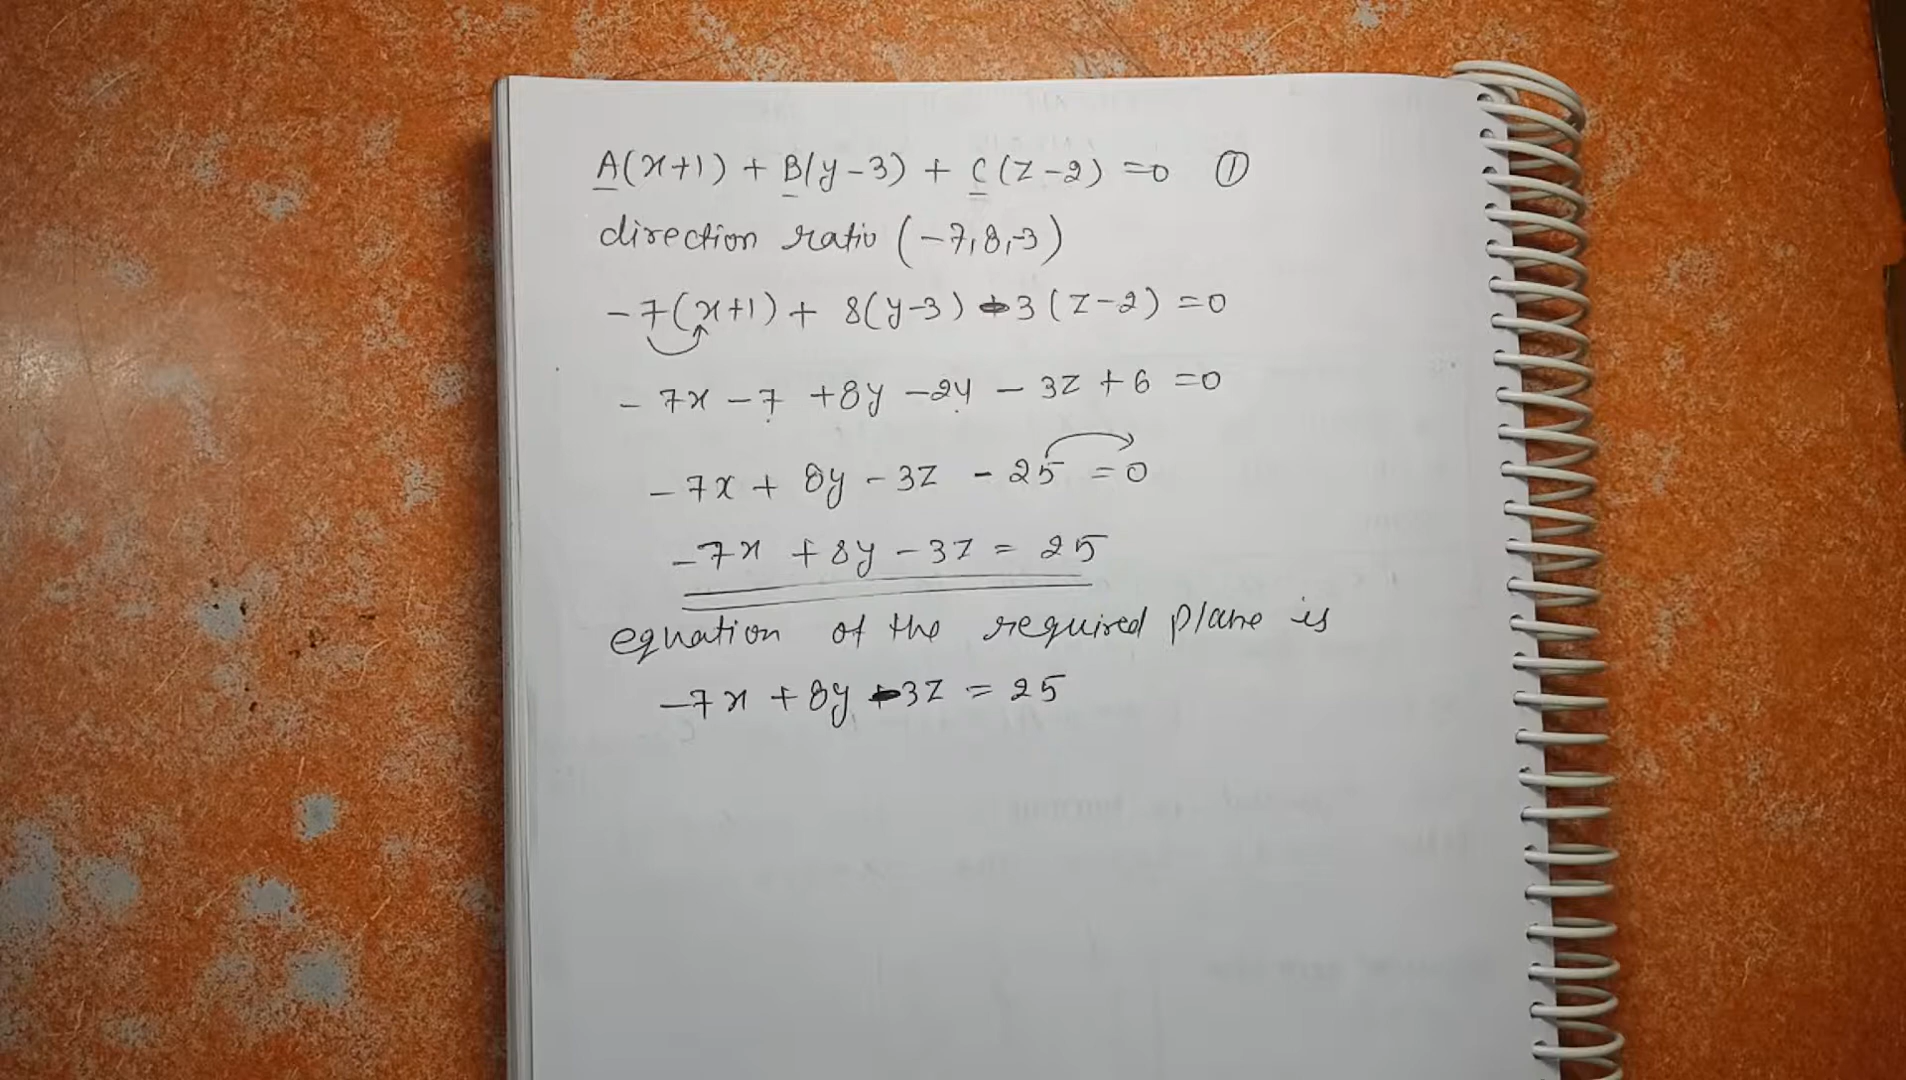 A(x+1) + B(y-3) + C(z-2) = 0 ①
direction ratio (-7,8,-3)
-7(x+1) + 8(y-3) -3(z-2) = 0
- 7x - 7 + 8y - 24 - 3z + 6 = 0
- 7x + 8y - 3z - 25 = 0
-7x + 8y - 3z = 25
equation of the required plane is
-7x + 8y -3z = 25